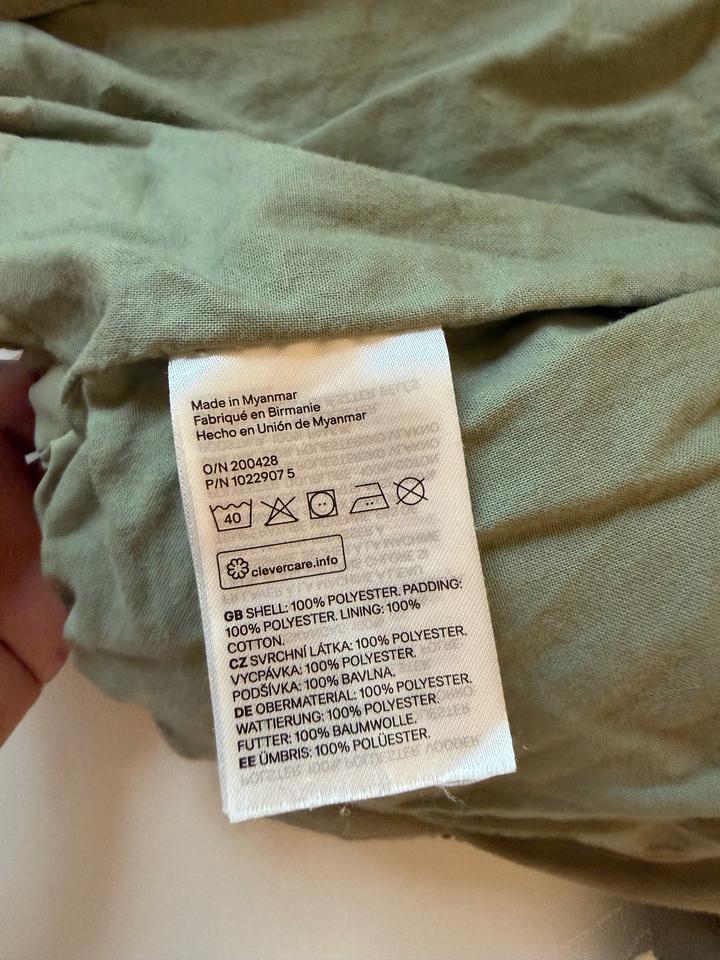 Made in Myanmar
Fabriqué en Birmanie
Hecho en Unión de Myanmar
O/N 200428
P/N 1022907 5
40
clevercare.info
GB SHELL: 100% POLYESTER. PADDING:
100% POLYESTER. LINING: 100%
COTTON.
CZ SVRCHNÍ LÁTKA: 100% POLYESTER.
VYCPÁVKA: 100% POLYESTER.
PODŠÍVKA: 100% BAVLNA.
DE OBERMATERIAL: 100% POLYESTER.
WATTIERUNG: 100% POLYESTER.
FUTTER: 100% BAUMWOLLE.
EE ÜMBRIS: 100% POLÜESTER.